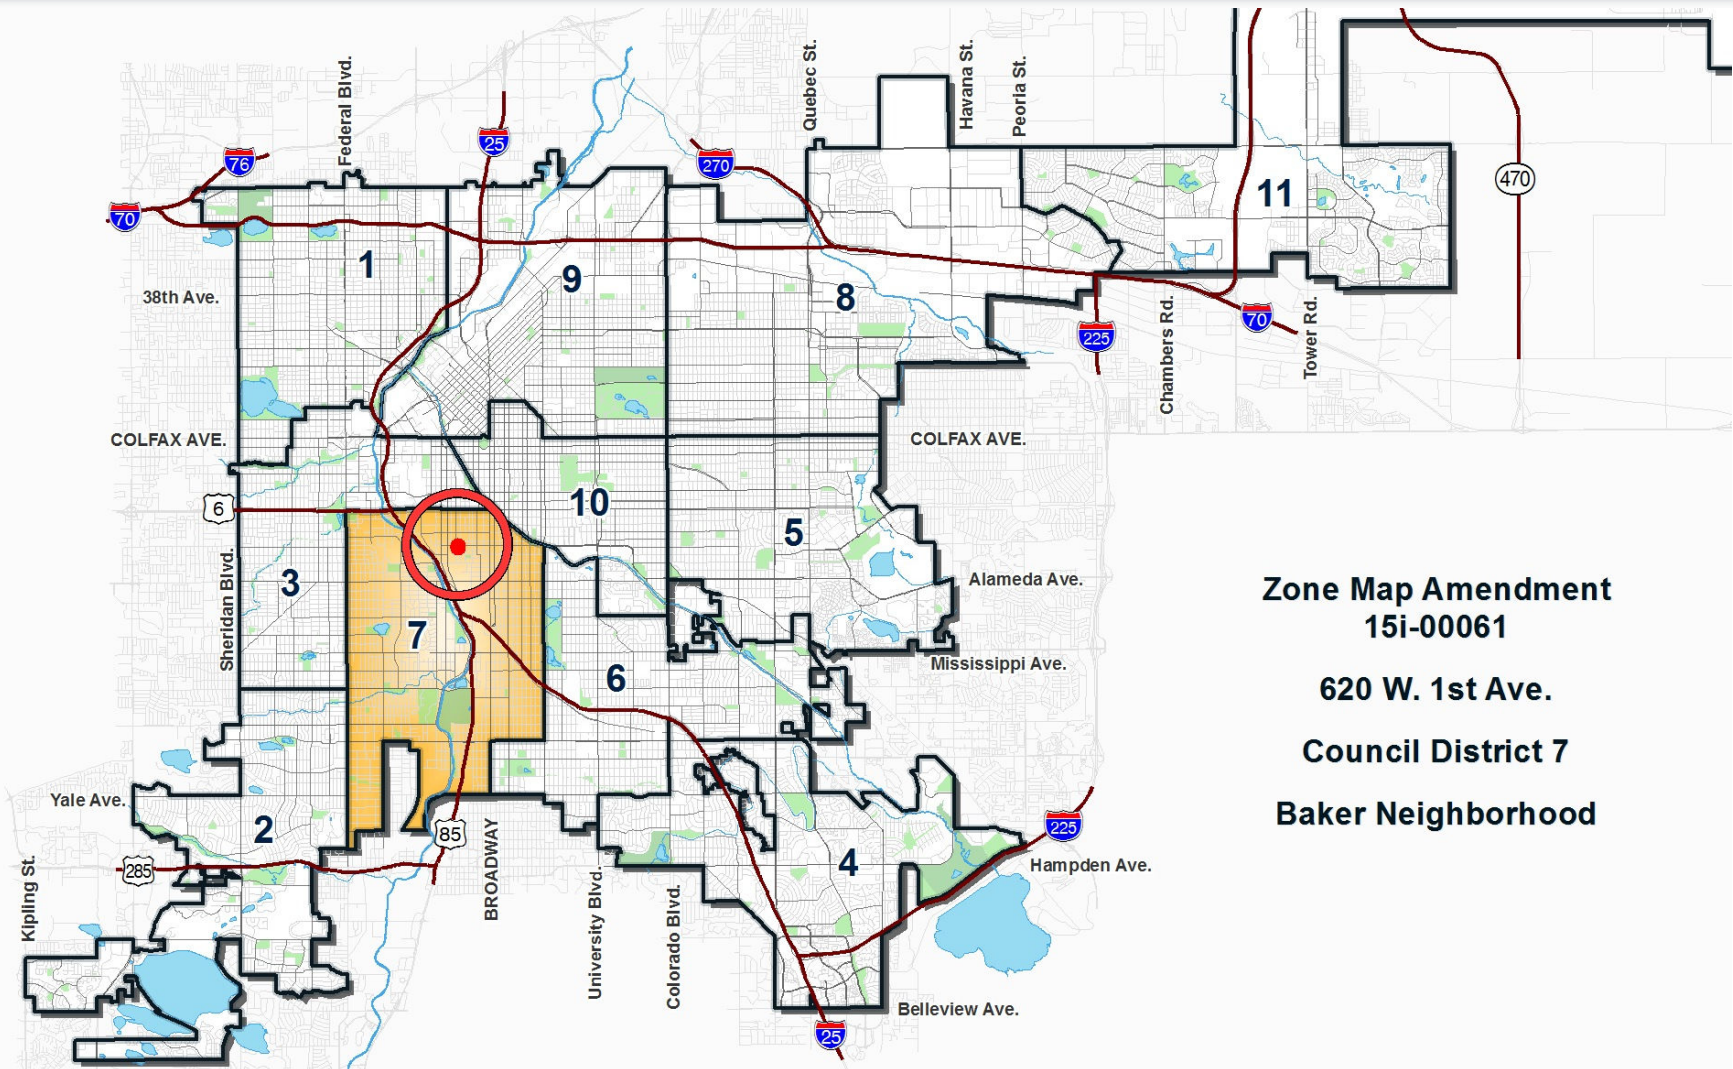 Federal Blvd.
Quebec St.
Havana St.
Peoria St.
76
25
270
470
70
11
1
9
8
38th Ave.
225
70
Chambers Rd.
Tower Rd.
COLFAX AVE.
COLFAX AVE.
6
10
5
Sheridan Blvd.
3
Alameda Ave.
7
6
Mississippi Ave.
Zone Map Amendment
15i-00061
620 W. 1st Ave.
Council District 7
Baker Neighborhood
Yale Ave.
2
85
BROADWAY
225
285
4
Hampden Ave.
Kipling St.
University Blvd.
Colorado Blvd.
Belleview Ave.
25